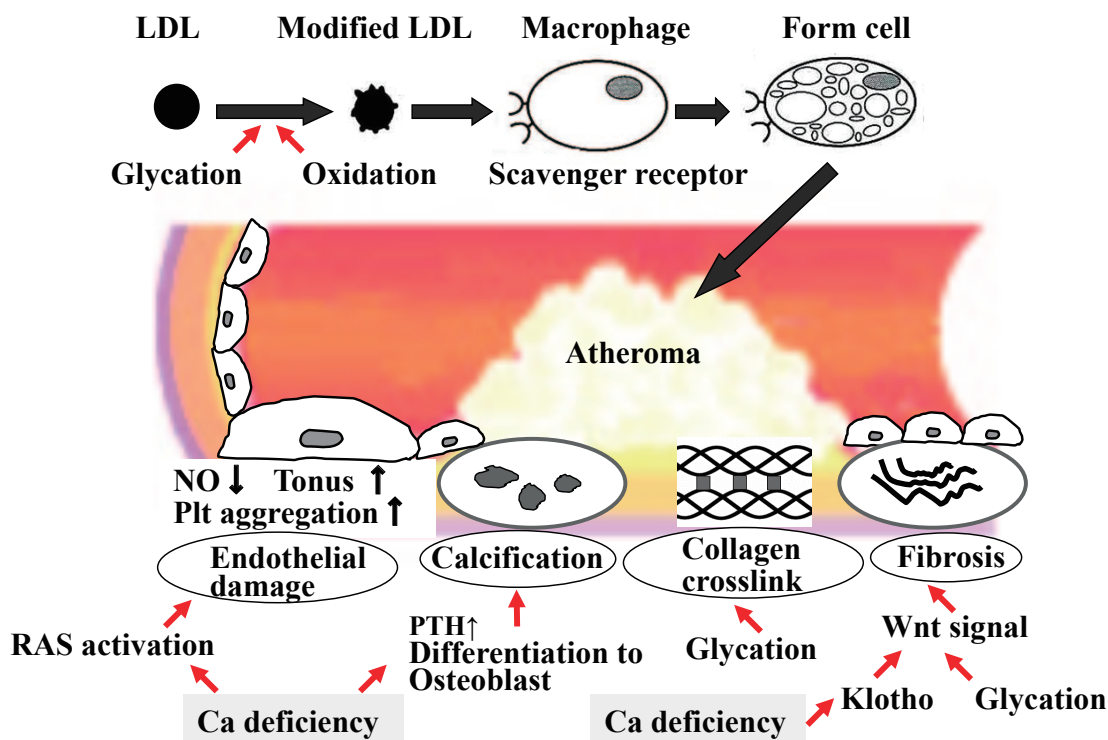 LDL
Modified LDL
Macrophage
Form cell
Glycation
Oxidation
Scavenger receptor
Atheroma
NO ↓ Tonus ↑
Plt aggregation ↑
Endothelial
damage
Calcification
Collagen
crosslink
Fibrosis
RAS activation
PTH↑
Differentiation to
Osteoblast
Glycation
Wnt signal
Klotho
Glycation
Ca deficiency
Ca deficiency